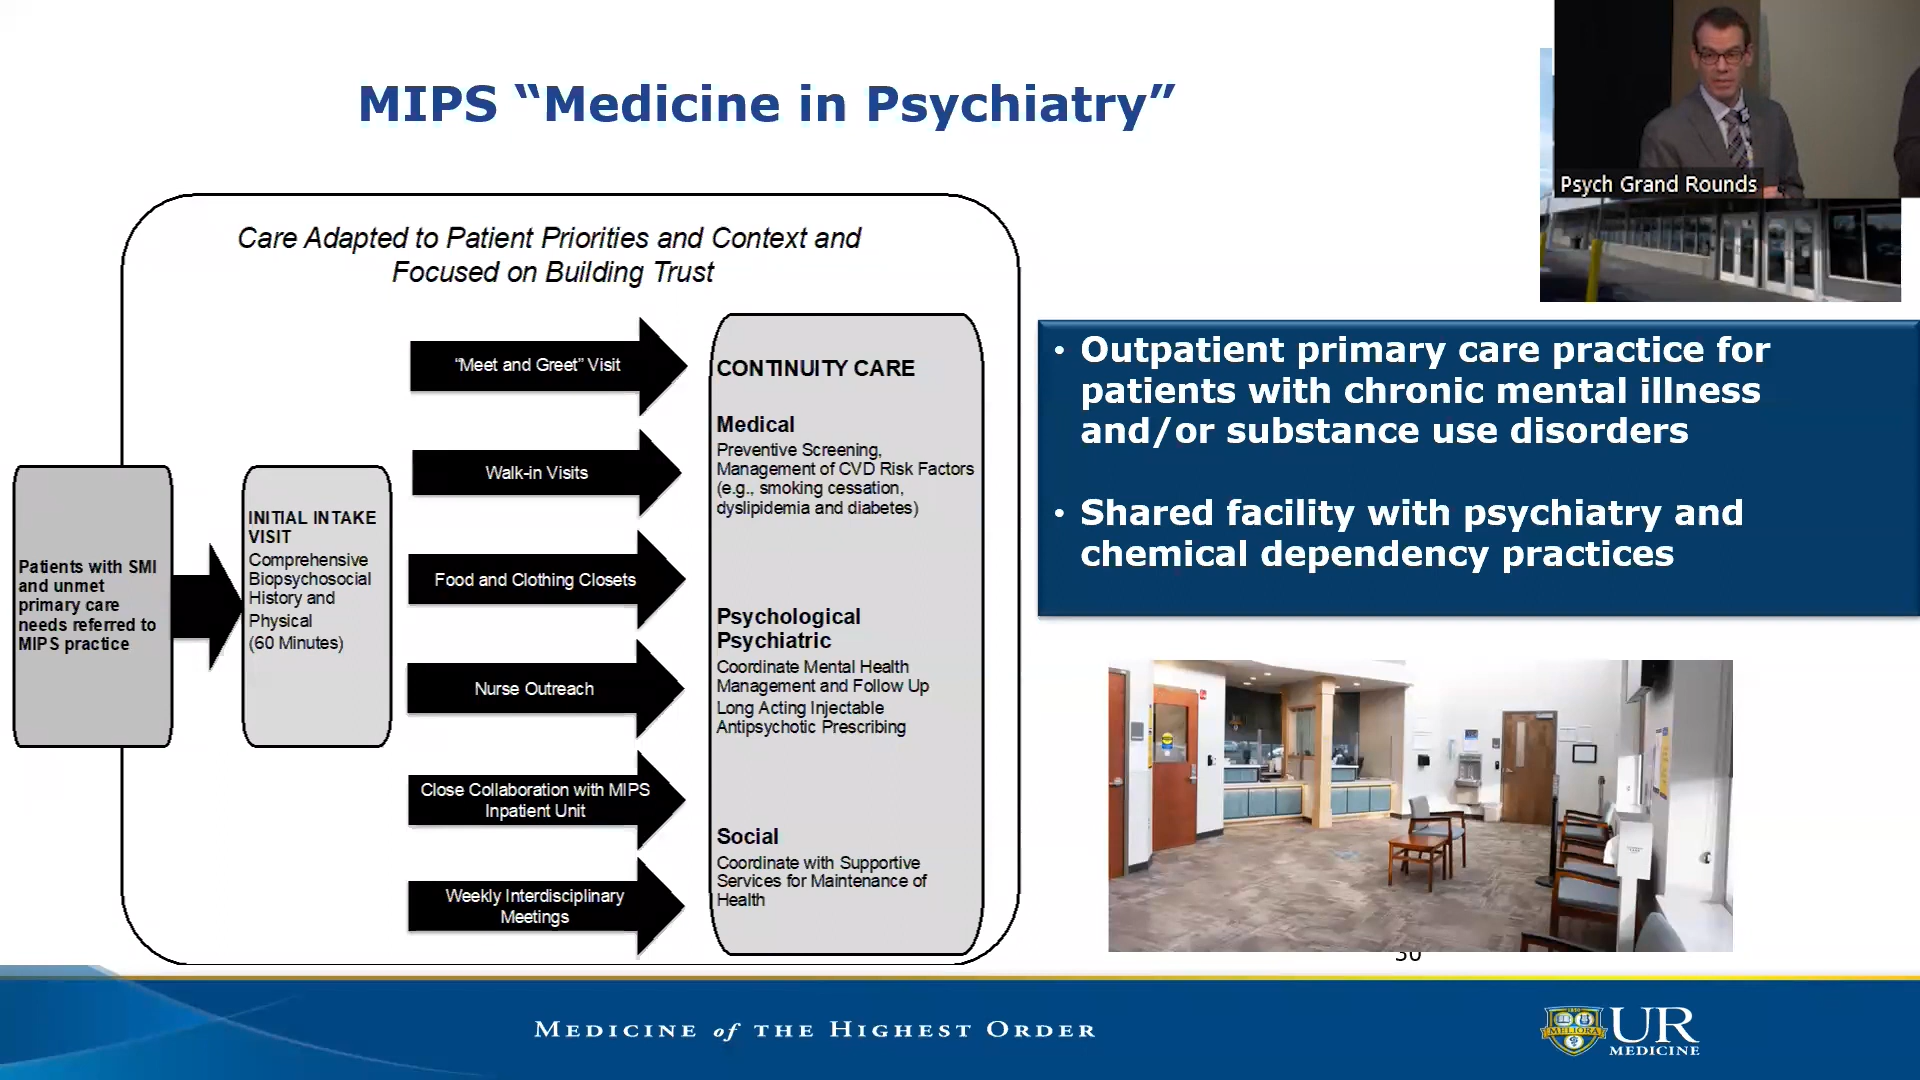 MIPS “Medicine in Psychiatry”
Psych Grand Rounds
Care Adapted to Patient Priorities and Context and
Focused on Building Trust
Patients with SMI
and unmet
primary care
needs referred to
MIPS practice
INITIAL INTAKE
VISIT
Comprehensive
Biopsychosocial
History and
Physical
(60 Minutes)
“Meet and Greet” Visit
Walk-in Visits
Food and Clothing Closets
Nurse Outreach
Close Collaboration with MIPS
Inpatient Unit
Weekly Interdisciplinary
Meetings
CONTINUITY CARE
Medical
Preventive Screening,
Management of CVD Risk Factors
(e.g., smoking cessation,
dyslipidemia and diabetes)
Psychological
Psychiatric
Coordinate Mental Health
Management and Follow Up
Long Acting Injectable
Antipsychotic Prescribing
Social
Coordinate with Supportive
Services for Maintenance of
Health
• Outpatient primary care practice for
patients with chronic mental illness
and/or substance use disorders
• Shared facility with psychiatry and
chemical dependency practices
30
MEDICINE of THE HIGHEST ORDER
MELIORA
UR
MEDICINE